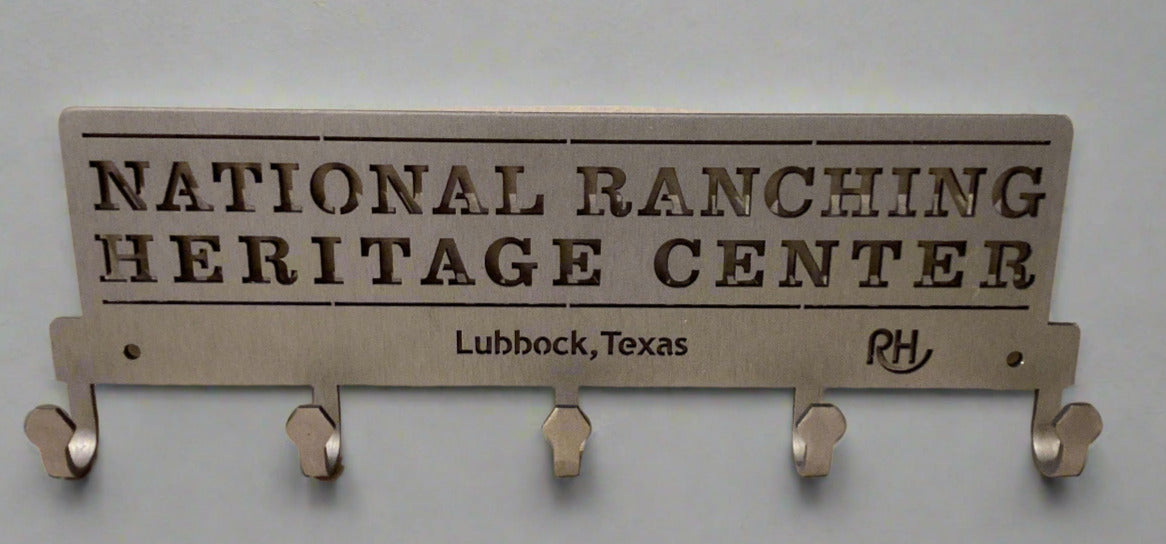 NATIONAL RANCHING
HERITAGE CENTER
Lubbock, Texas
RH